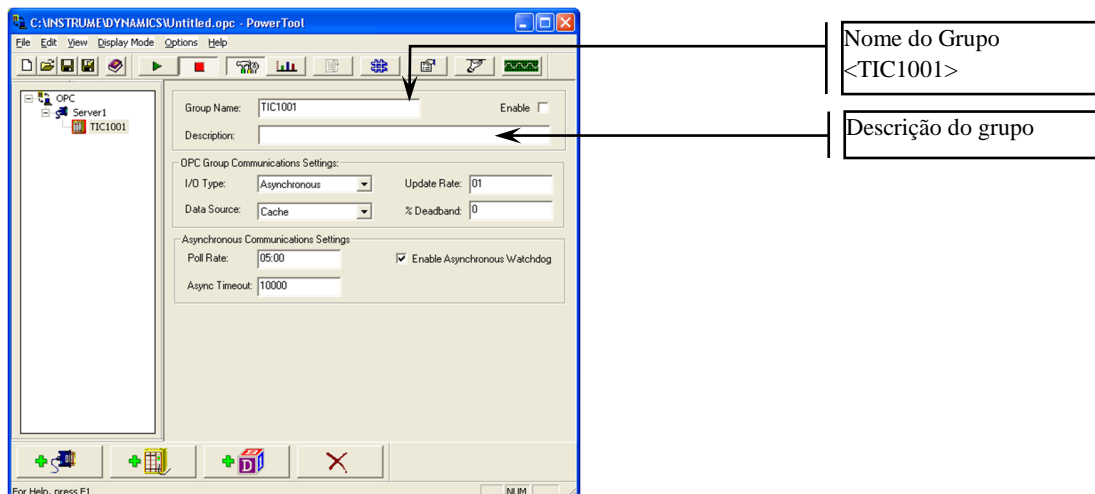 C:\INSTRUME\DYNAMICS\Untitled.opc - PowerTool
File Edit View Display Mode Options Help
OPC
Server1
TIC1001
Group Name: TIC1001 Enable
Description:
OPC Group Communications Settings:
I/O Type: Asynchronous Update Rate: 01
Data Source: Cache % Deadband: 0
Asynchronous Communications Settings
Poll Rate: 05:00 Enable Asynchronous Watchdog
Async Timeout: 10000
D
For Help, press F1 NUM
Nome do Grupo
<TIC1001>
Descrição do grupo